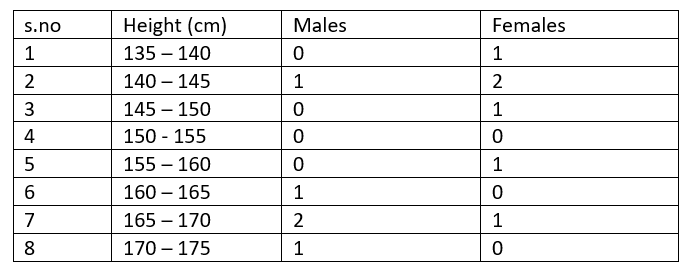 s.no Height (cm) Males Females
1 135 – 140 0 1
2 140 – 145 1 2
3 145 – 150 0 1
4 150 - 155 0 0
5 155 – 160 0 1
6 160 – 165 1 0
7 165 – 170 2 1
8 170 – 175 1 0